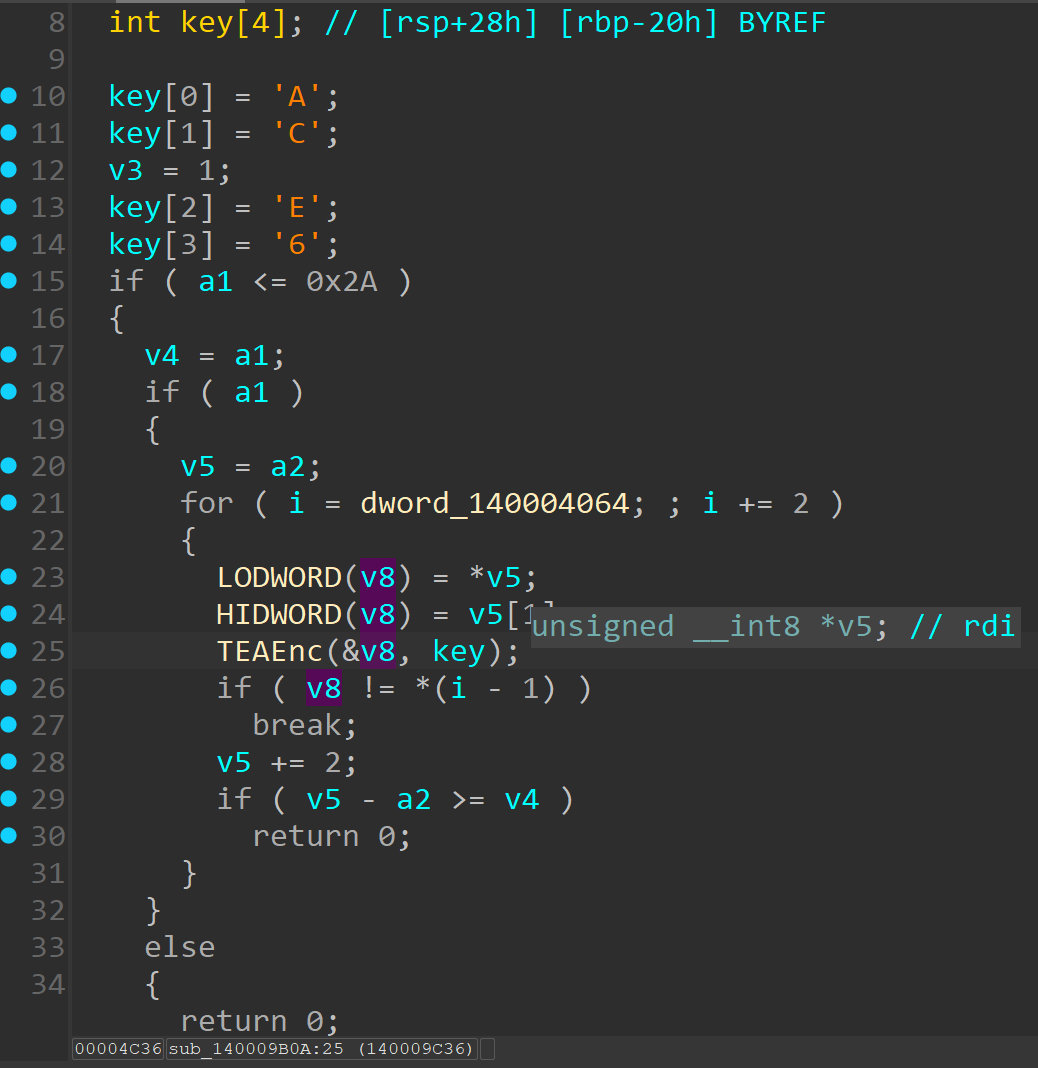 8 int key[4]; // [rsp+28h] [rbp-20h] BYREF
9
10 key[0] = 'A';
11 key[1] = 'C';
12 v3 = 1;
13 key[2] = 'E';
14 key[3] = '6';
15 if ( a1 <= 0x2A )
16 {
17 v4 = a1;
18 if ( a1 )
19 {
20 v5 = a2;
21 for ( i = dword_140004064; ; i += 2 )
22 {
23 LODWORD(v8) = *v5;
24 HIDWORD(v8) = v5[1]
unsigned __int8 *v5; // rdi
25 TEAEnc(&v8, key);
26 if ( v8 != *(i - 1) )
27 break;
28 v5 += 2;
29 if ( v5 - a2 >= v4 )
30 return 0;
31 }
32 }
33 else
34 {
return 0;
00004C36 sub_140009B0A:25 (140009C36)